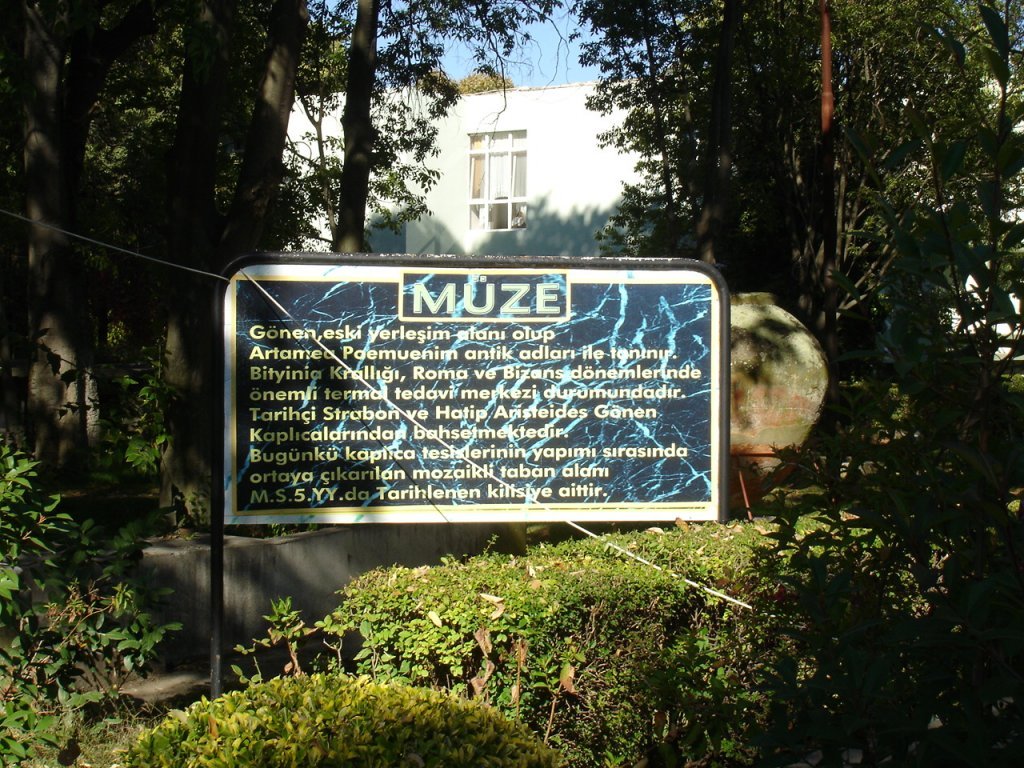 MÜZE
Gönen eski yerleşim alanı olup
Artamea Poemuenim antik adları ile tanınır.
Bityinia Krallığı, Roma ve Bizans dönemlerinde
önemli termal tedavi merkezi durumundadır.
Tarihçi Strabon ve Hatip Aristeides Gönen
Kaplıcalarından bahsetmektedir.
Bugünkü kaplıca tesislerinin yapımı sırasında
ortaya çıkarılan mozaikli taban alanı
M.S.5.YY.da Tarihlenen kilisiye aittir.